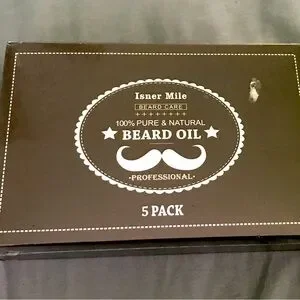 Isner Mile
BEARD CARE
++++++++
100% PURE & NATURAL
★ BEARD OIL ★
•PROFESSIONAL•
5 PACK